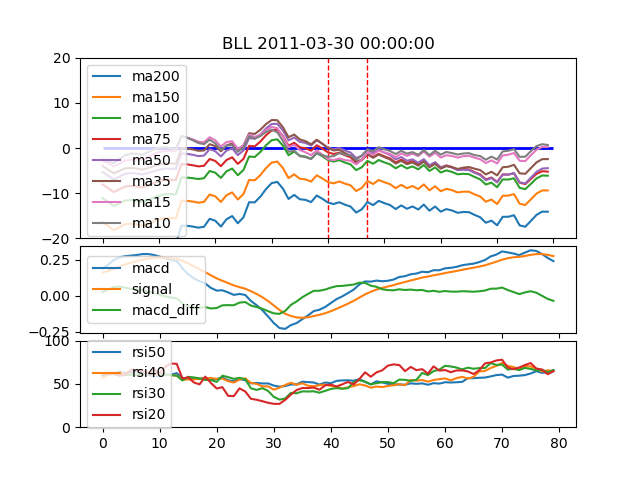 BLL 2011-03-30 00:00:00
20
10
0
−10
−20
ma200
ma150
ma100
ma75
ma50
ma35
ma15
ma10
0.25
0.00
−0.25
macd
signal
macd_diff
100
50
0
rsi50
rsi40
rsi30
rsi20
0 10 20 30 40 50 60 70 80